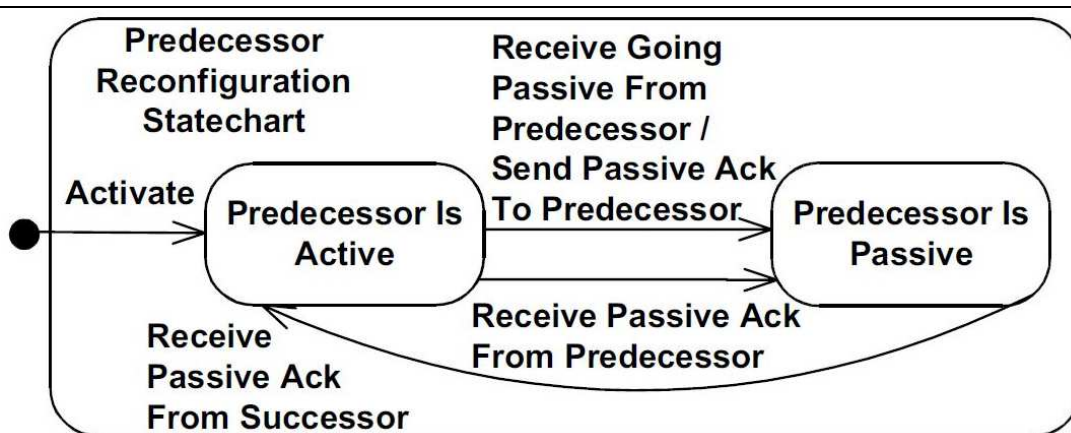 Predecessor
Reconfiguration
Statechart
Receive Going
Passive From
Predecessor /
Send Passive Ack
To Predecessor
Activate
Predecessor Is
Active
Predecessor Is
Passive
Receive Passive Ack
From Predecessor
Receive
Passive Ack
From Successor